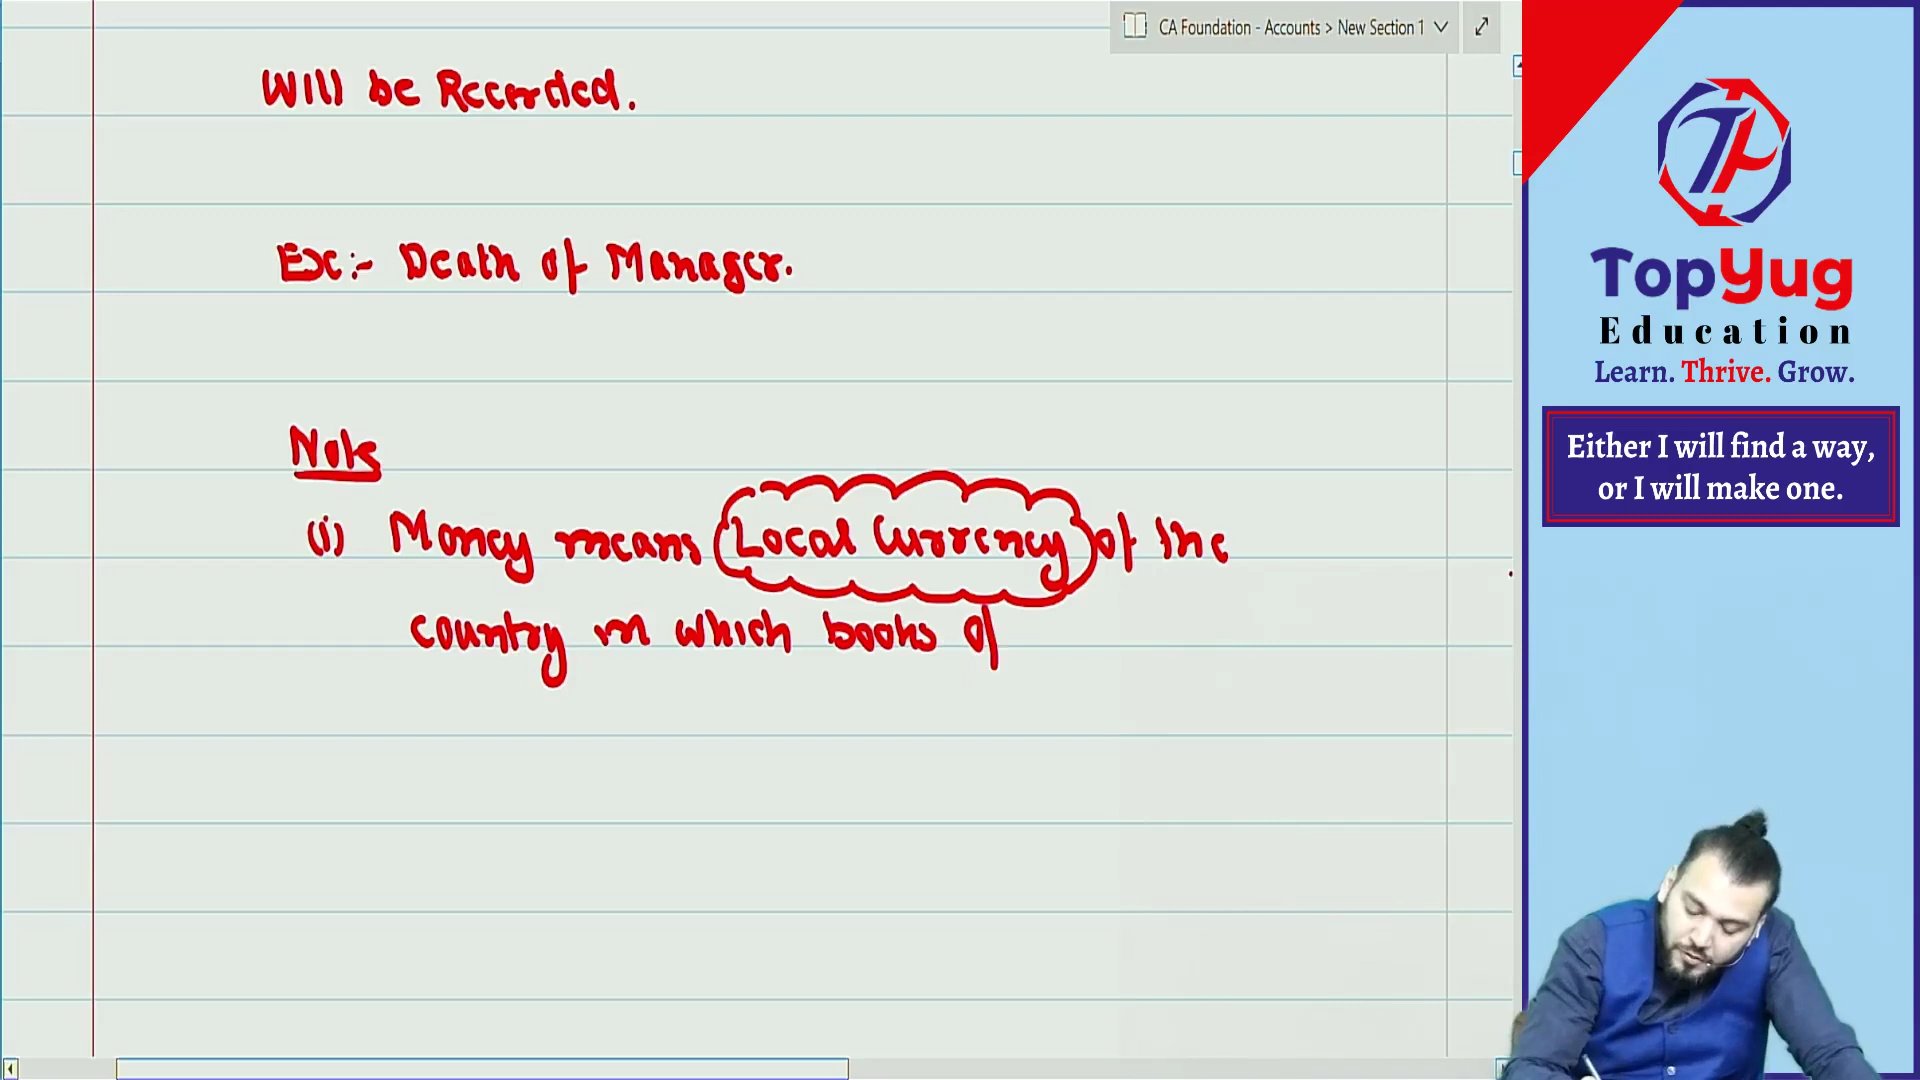 CA Foundation - Accounts > New Section 1
Will be Recorded.
Ex:- Death of Manager.
Note
(i) Money means Local Currency of the
country in which books of
TopYug
Education
Learn. Thrive. Grow.
Either I will find a way,
or I will make one.